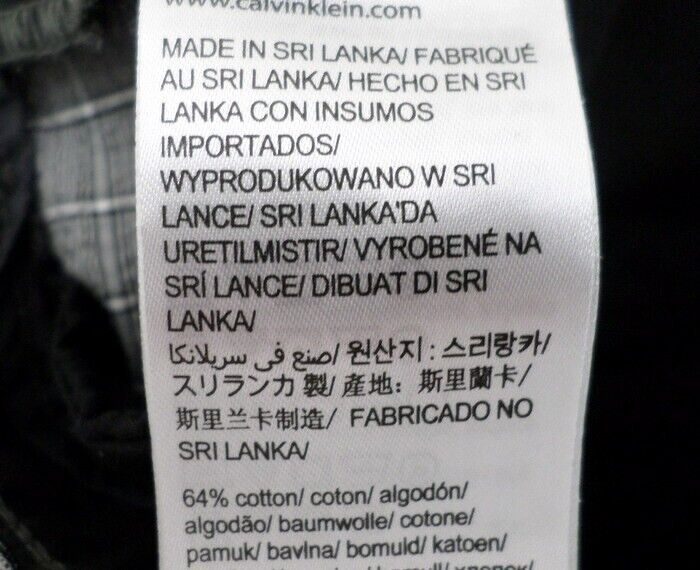 www.calvinklein.com
MADE IN SRI LANKA/ FABRIQUÉ
AU SRI LANKA/ HECHO EN SRI
LANKA CON INSUMOS
IMPORTADOS/
WYPRODUKOWANO W SRI
LANCE/ SRI LANKA'DA
URETILMISTIR/ VYROBENÉ NA
SRÍ LANCE/ DIBUAT DI SRI
LANKA/
صنع في سريلانكا/ 원산지 : 스리랑카/
スリランカ 製/ 產地: 斯里蘭卡/
斯里兰卡制造/ FABRICADO NO
SRI LANKA/
64% cotton/ coton/ algodón/
algodão/ baumwolle/ cotone/
pamuk/ bavlna/ bomuld/ katoen/